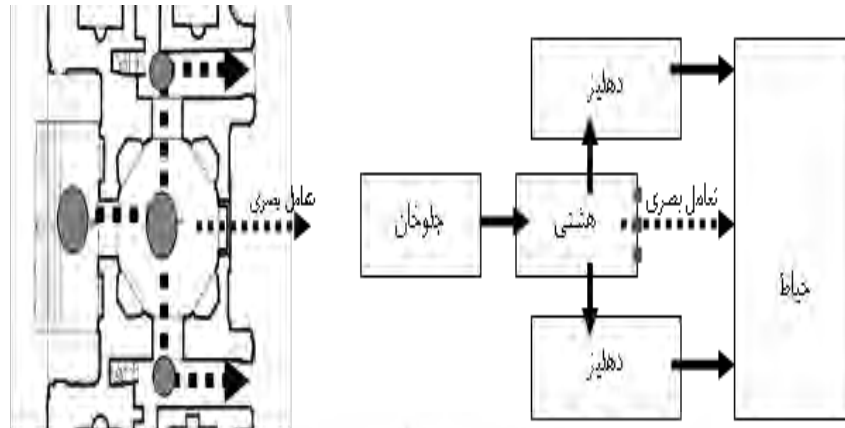 تعامل بصری
دهلیز
جلوخان
هشتی
تعامل بصری
حیاط
دهلیز